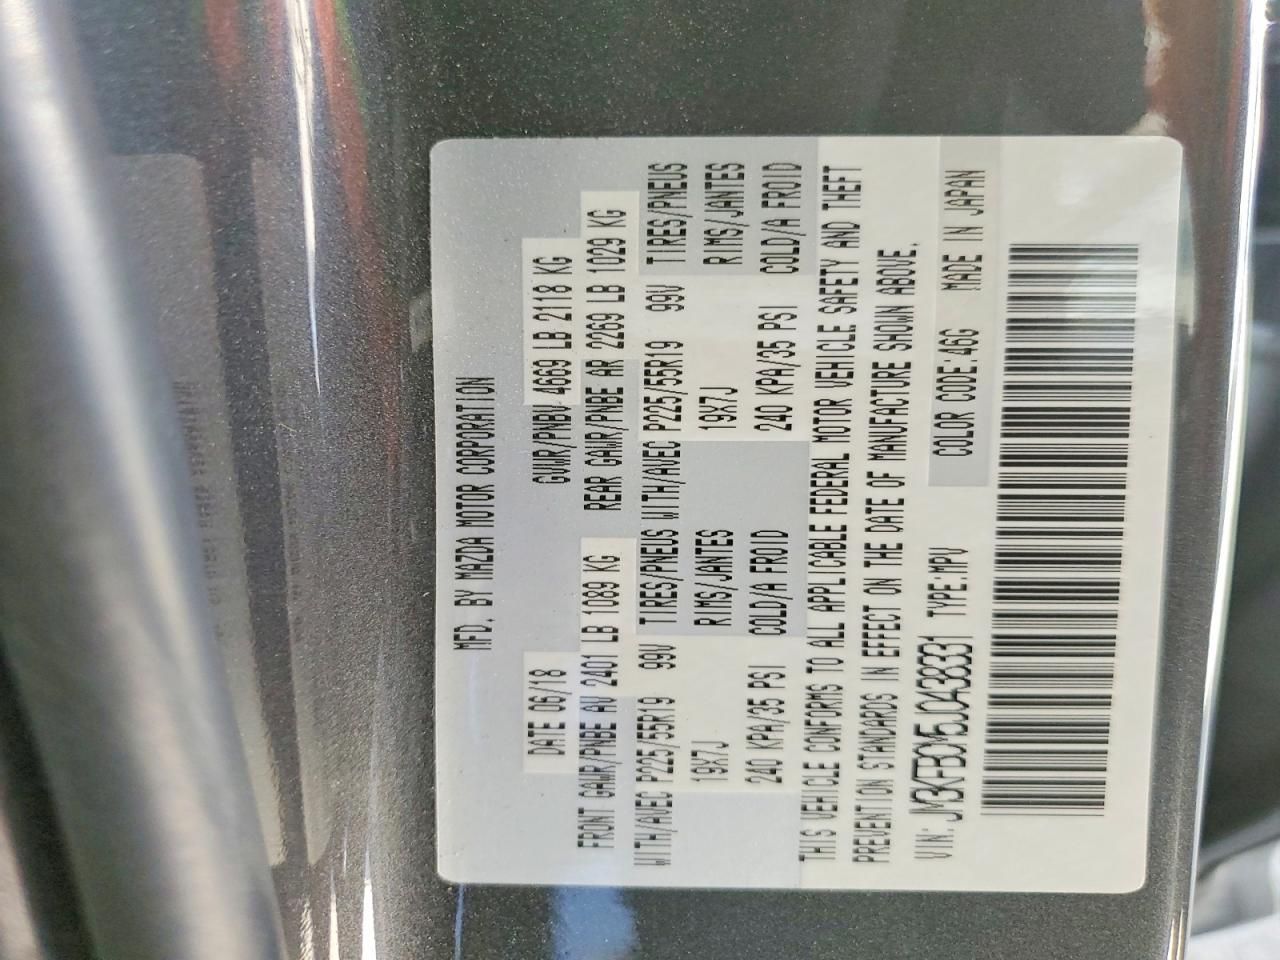 MFD. BY MAZDA MOTOR CORPORATION
DATE 06/18 GVWR/PNBV 4669 LB 2118 KG
FRONT GAWR/PNBE AV 2401 LB 1089 KG REAR GAWR/PNBE AR 2269 LB 1029 KG
WITH/AVEC P225/55R19 99V TIRES/PNEUS WITH/AVEC P225/55R19 99V TIRES/PNEUS
19X7J RIMS/JANTES 19X7J RIMS/JANTES
240 KPA/35 PSI COLD/A FROID 240 KPA/35 PSI COLD/A FROID
THIS VEHICLE CONFORMS TO ALL APPLICABLE FEDERAL MOTOR VEHICLE SAFETY AND THEFT
PREVENTION STANDARDS IN EFFECT ON THE DATE OF MANUFACTURE SHOWN ABOVE.
VIN: JM3KFBCM5J0438331 TYPE:MPV COLOR CODE:46G MADE IN JAPAN